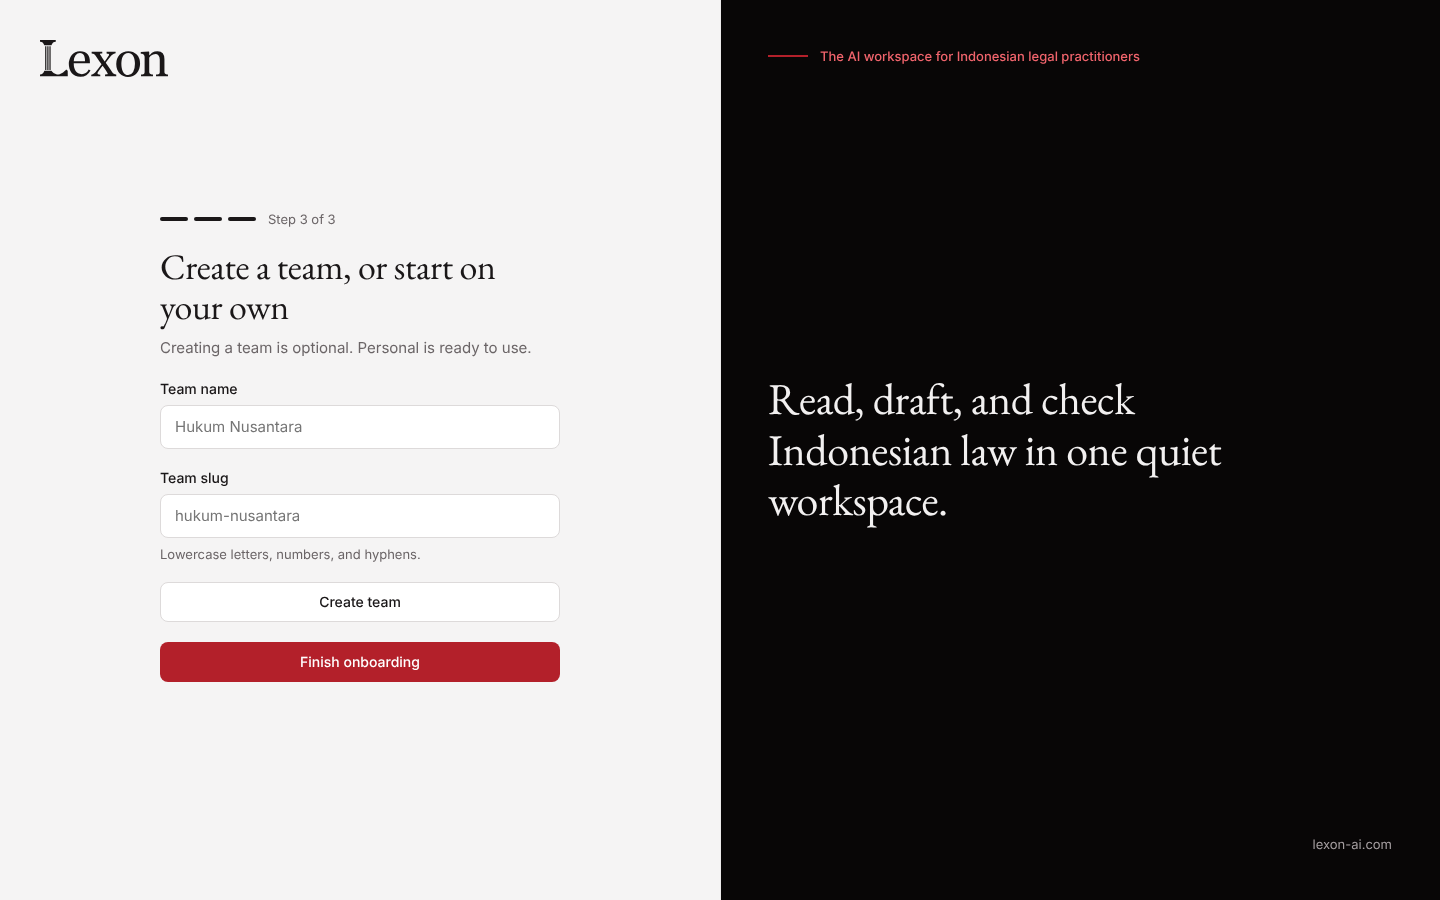 Lexon
Step 3 of 3
Create a team, or start on
your own
Creating a team is optional. Personal is ready to use.
Team name
Hukum Nusantara
Team slug
hukum-nusantara
Lowercase letters, numbers, and hyphens.
Create team
Finish onboarding
The AI workspace for Indonesian legal practitioners
Read, draft, and check
Indonesian law in one quiet
workspace.
lexon-ai.com